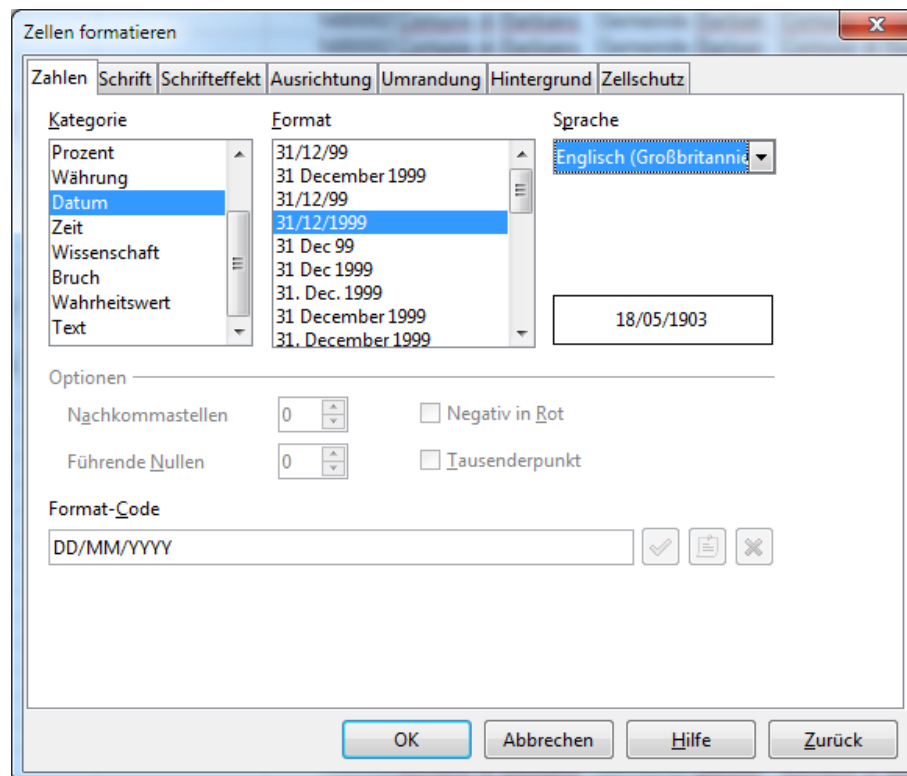 Zellen formatieren
Zahlen Schrift Schrifteffekt Ausrichtung Umrandung Hintergrund Zellschutz
Kategorie Format Sprache
Prozent
Währung
Datum
Zeit
Wissenschaft
Bruch
Wahrheitswert
Text
31/12/99
31 December 1999
31/12/99
31/12/1999
31 Dec 99
31 Dec 1999
31. Dec. 1999
31 December 1999
31. December 1999
Englisch (Großbritannie
18/05/1903
Optionen
Nachkommastellen 0 Negativ in Rot
Führende Nullen 0 Tausenderpunkt
Format-Code
DD/MM/YYYY
OK Abbrechen Hilfe Zurück